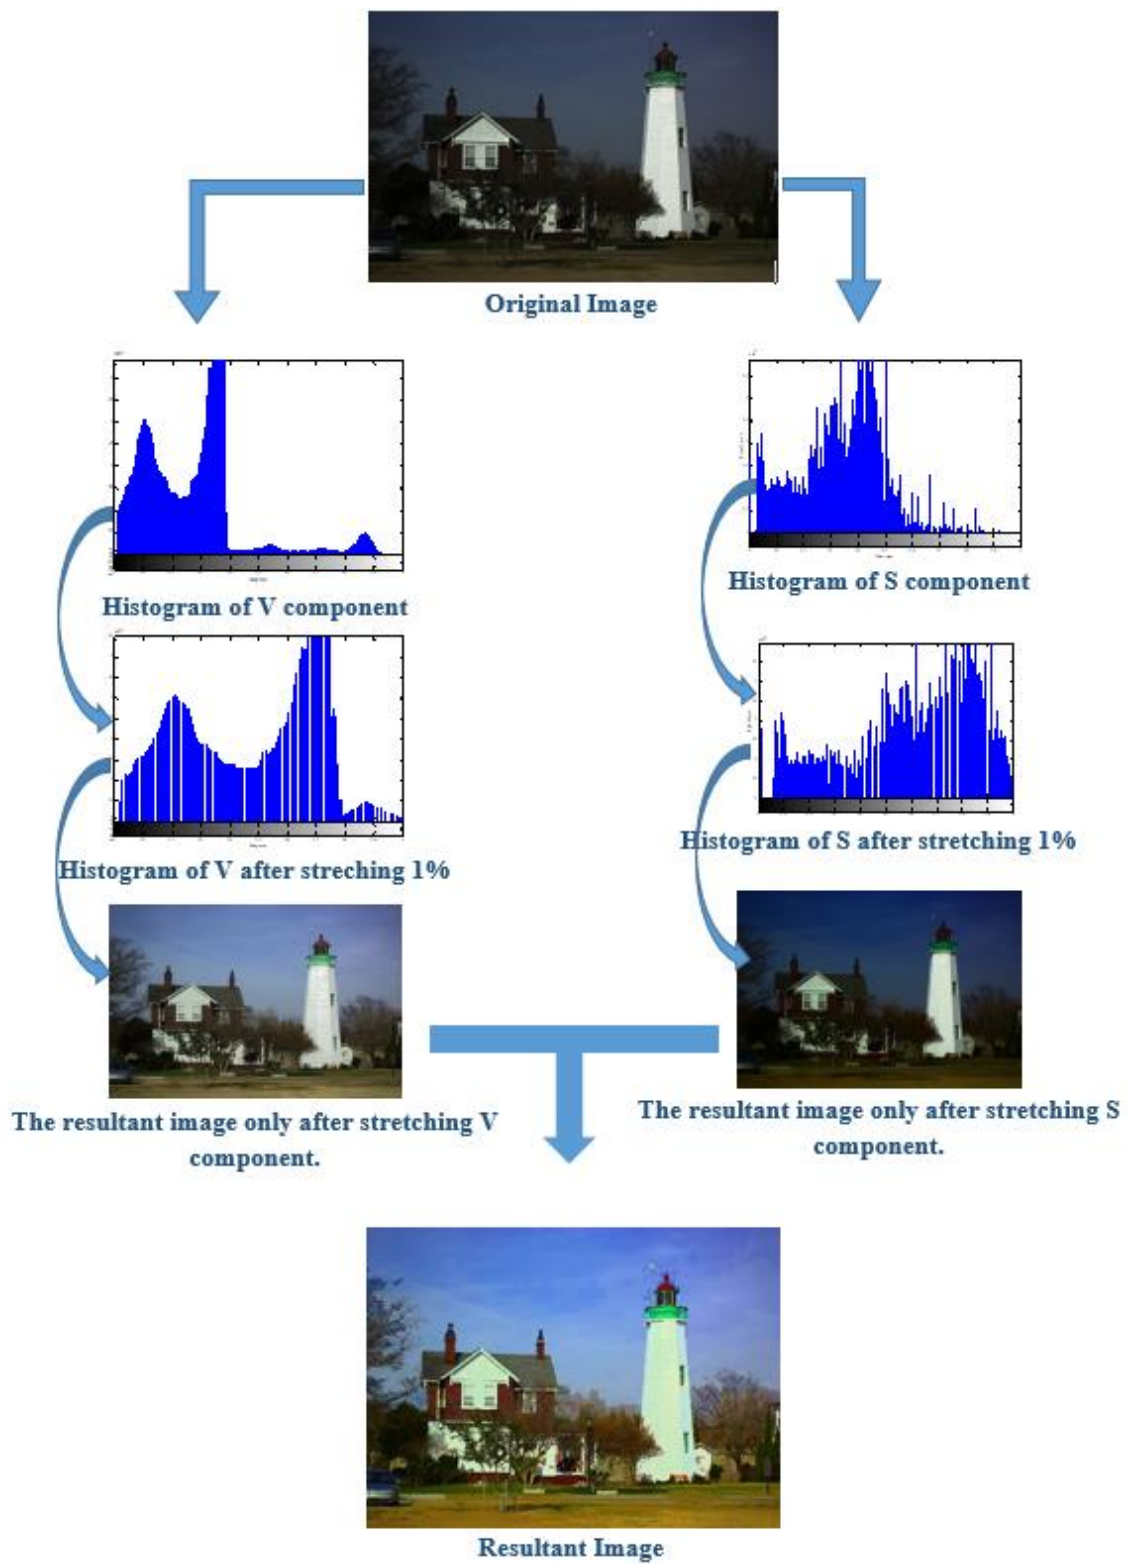 Original Image
Histogram of V component
Histogram of S component
Histogram of V after streching 1%
Histogram of S after stretching 1%
The resultant image only after stretching V
component.
The resultant image only after stretching S
component.
Resultant Image